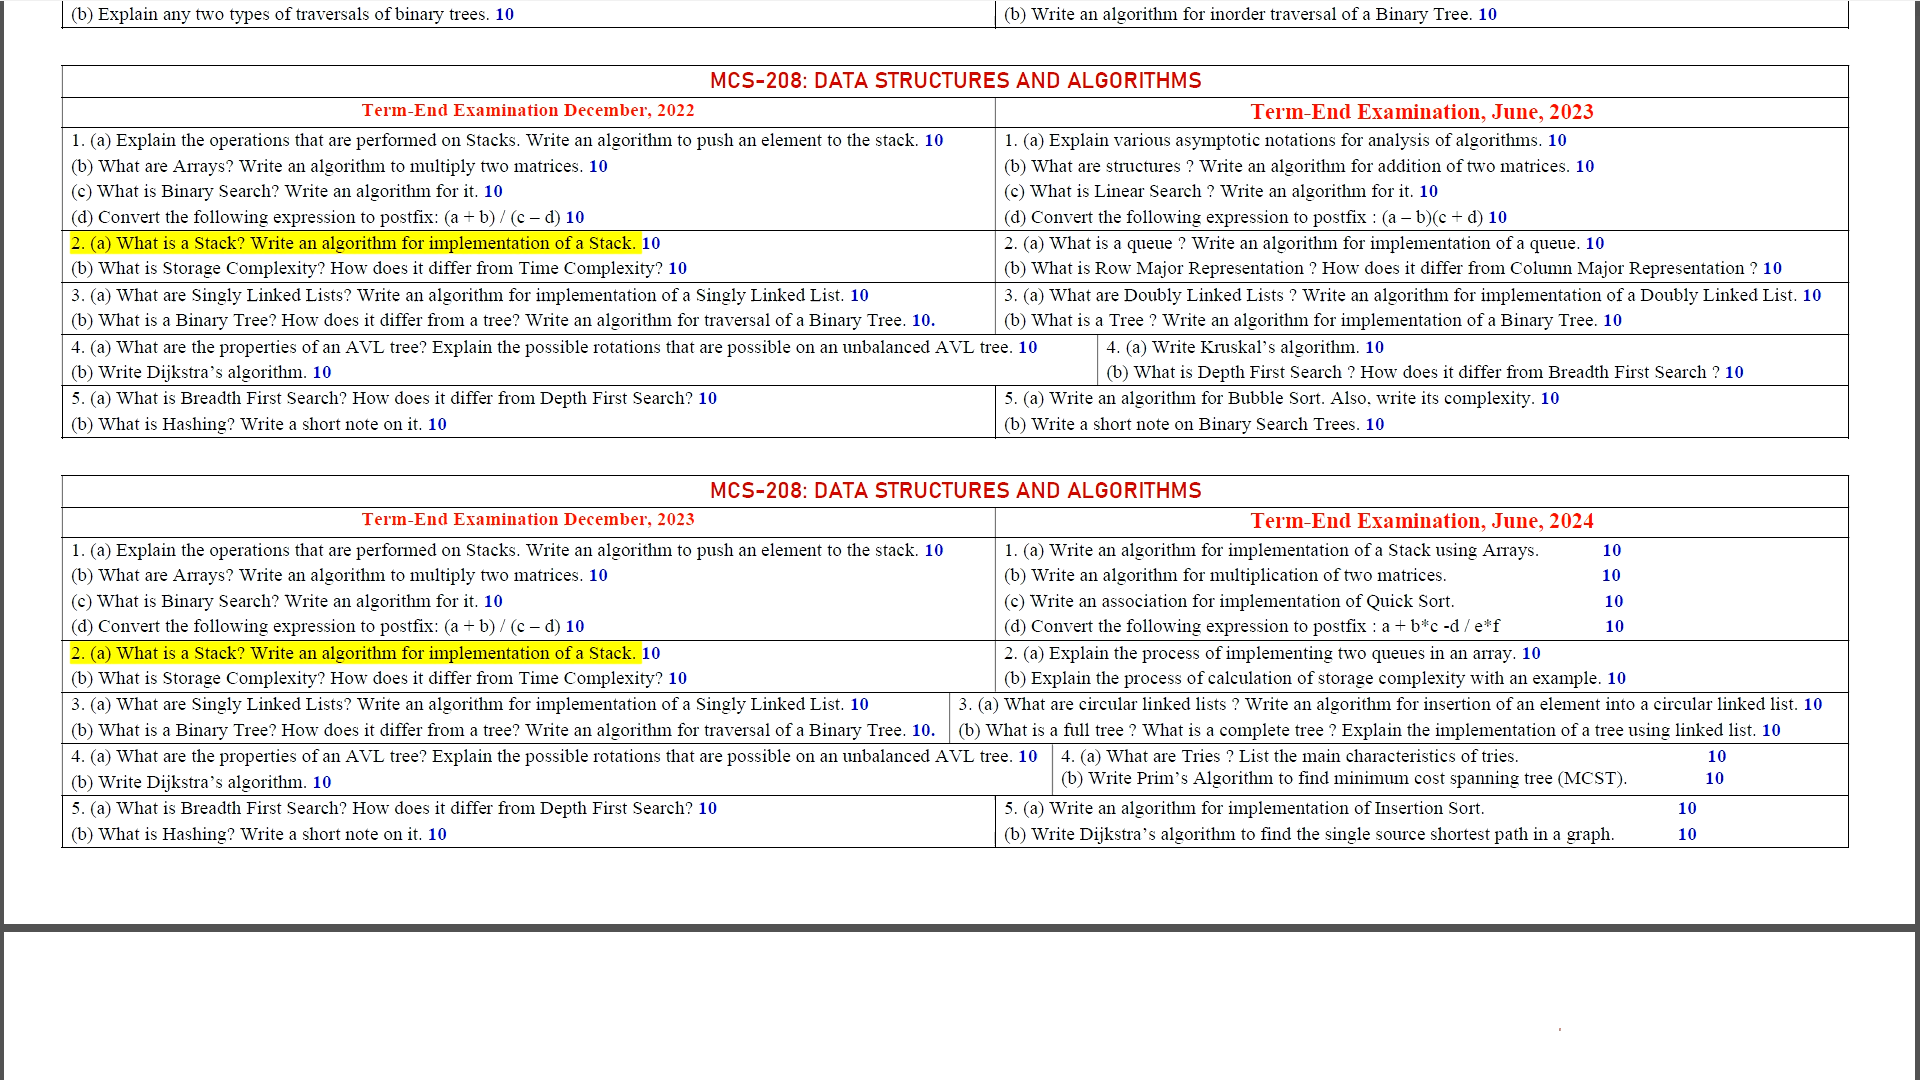 (b) Explain any two types of traversals of binary trees. 10
(b) Write an algorithm for inorder traversal of a Binary Tree. 10
MCS-208: DATA STRUCTURES AND ALGORITHMS
Term-End Examination December, 2022
1. (a) Explain the operations that are performed on Stacks. Write an algorithm to push an element to the stack. 10
(b) What are Arrays? Write an algorithm to multiply two matrices. 10
(c) What is Binary Search? Write an algorithm for it. 10
(d) Convert the following expression to postfix: (a + b) / (c – d) 10
2. (a) What is a Stack? Write an algorithm for implementation of a Stack. 10
(b) What is Storage Complexity? How does it differ from Time Complexity? 10
3. (a) What are Singly Linked Lists? Write an algorithm for implementation of a Singly Linked List. 10
(b) What is a Binary Tree? How does it differ from a tree? Write an algorithm for traversal of a Binary Tree. 10.
4. (a) What are the properties of an AVL tree? Explain the possible rotations that are possible on an unbalanced AVL tree. 10
(b) Write Dijkstra's algorithm. 10
5. (a) What is Breadth First Search? How does it differ from Depth First Search? 10
(b) What is Hashing? Write a short note on it. 10
Term-End Examination, June, 2023
1. (a) Explain various asymptotic notations for analysis of algorithms. 10
(b) What are structures ? Write an algorithm for addition of two matrices. 10
(c) What is Linear Search ? Write an algorithm for it. 10
(d) Convert the following expression to postfix : (a – b)(c + d) 10
2. (a) What is a queue ? Write an algorithm for implementation of a queue. 10
(b) What is Row Major Representation ? How does it differ from Column Major Representation ? 10
3. (a) What are Doubly Linked Lists ? Write an algorithm for implementation of a Doubly Linked List. 10
(b) What is a Tree ? Write an algorithm for implementation of a Binary Tree. 10
4. (a) Write Kruskal's algorithm. 10
(b) What is Depth First Search ? How does it differ from Breadth First Search ? 10
5. (a) Write an algorithm for Bubble Sort. Also, write its complexity. 10
(b) Write a short note on Binary Search Trees. 10
MCS-208: DATA STRUCTURES AND ALGORITHMS
Term-End Examination December, 2023
1. (a) Explain the operations that are performed on Stacks. Write an algorithm to push an element to the stack. 10
(b) What are Arrays? Write an algorithm to multiply two matrices. 10
(c) What is Binary Search? Write an algorithm for it. 10
(d) Convert the following expression to postfix: (a + b) / (c – d) 10
2. (a) What is a Stack? Write an algorithm for implementation of a Stack. 10
(b) What is Storage Complexity? How does it differ from Time Complexity? 10
3. (a) What are Singly Linked Lists? Write an algorithm for implementation of a Singly Linked List. 10
(b) What is a Binary Tree? How does it differ from a tree? Write an algorithm for traversal of a Binary Tree. 10.
4. (a) What are the properties of an AVL tree? Explain the possible rotations that are possible on an unbalanced AVL tree. 10
(b) Write Dijkstra's algorithm. 10
5. (a) What is Breadth First Search? How does it differ from Depth First Search? 10
(b) What is Hashing? Write a short note on it. 10
Term-End Examination, June, 2024
1. (a) Write an algorithm for implementation of a Stack using Arrays. 10
(b) Write an algorithm for multiplication of two matrices. 10
(c) Write an association for implementation of Quick Sort. 10
(d) Convert the following expression to postfix : a + b*c -d / e*f 10
2. (a) Explain the process of implementing two queues in an array. 10
(b) Explain the process of calculation of storage complexity with an example. 10
3. (a) What are circular linked lists ? Write an algorithm for insertion of an element into a circular linked list. 10
(b) What is a full tree ? What is a complete tree ? Explain the implementation of a tree using linked list. 10
4. (a) What are Tries ? List the main characteristics of tries. 10
(b) Write Prim's Algorithm to find minimum cost spanning tree (MCST). 10
5. (a) Write an algorithm for implementation of Insertion Sort. 10
(b) Write Dijkstra's algorithm to find the single source shortest path in a graph. 10